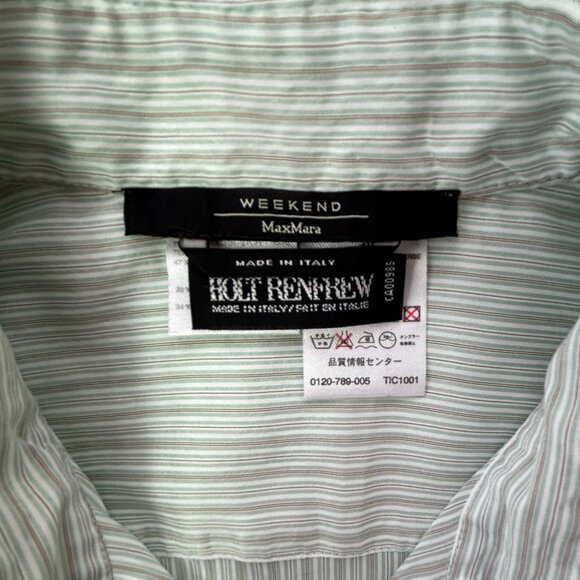 WEEKEND
MaxMara
MADE IN ITALY
HOLT RENFREW
MADE IN ITALY/FAIT EN ITALIE
CA00985
品質情報センター
0120-789-005 TIC1001